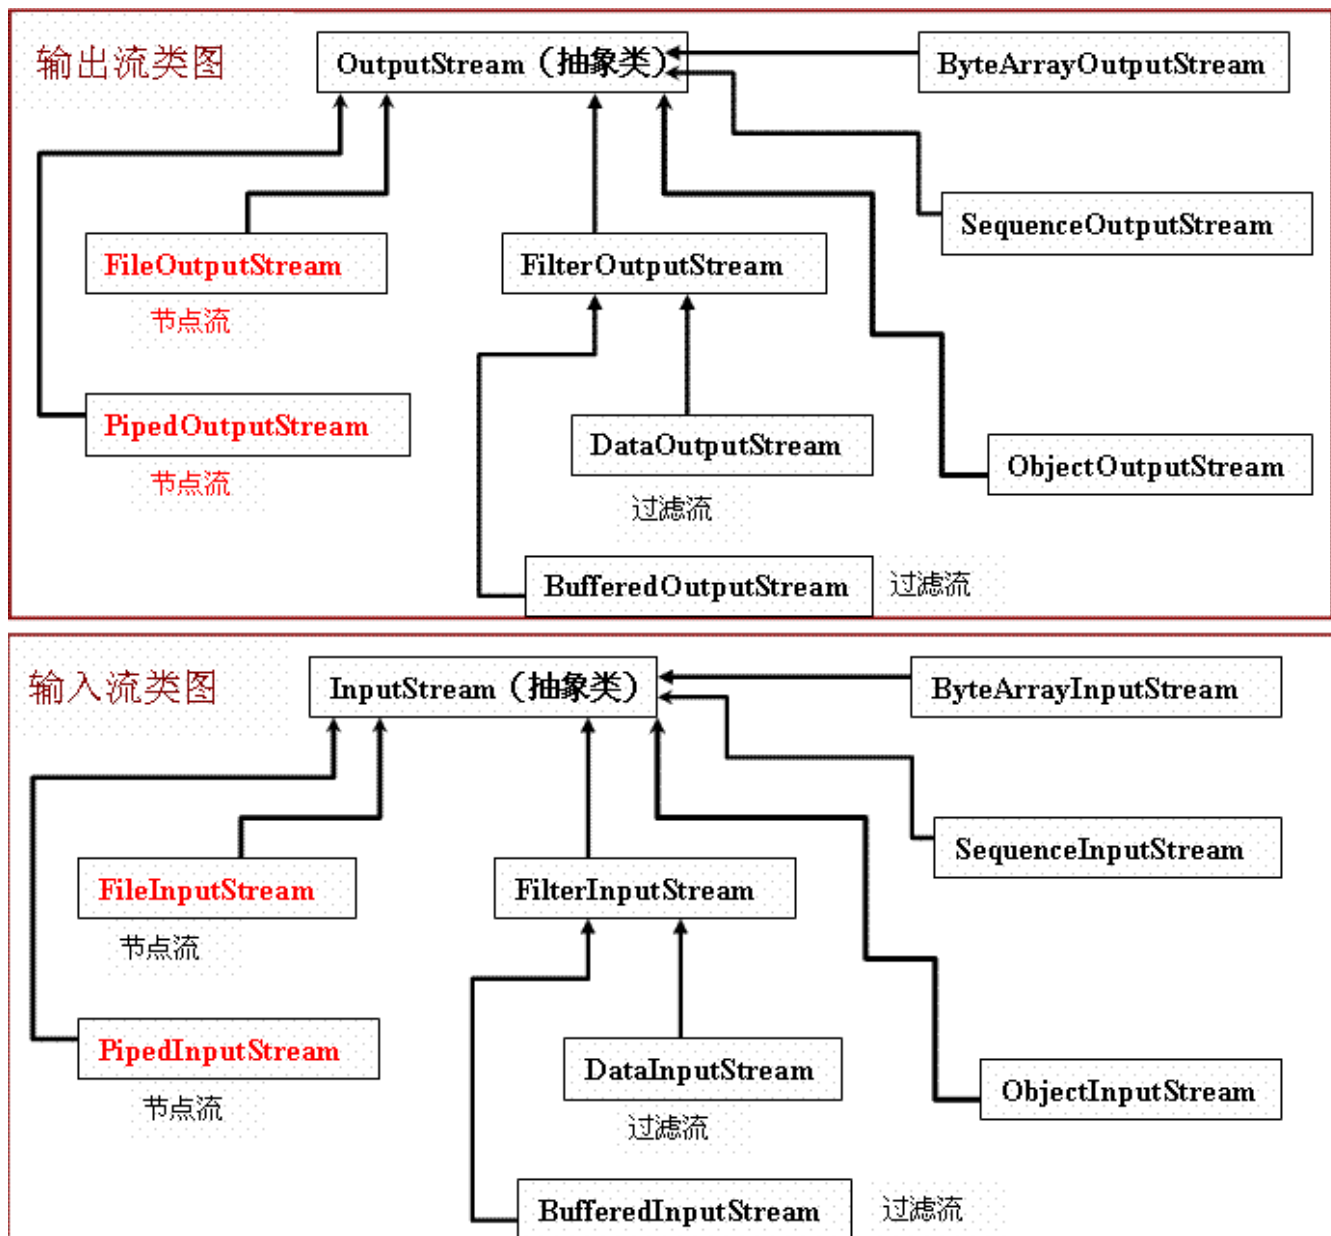 输出流类图
OutputStream（抽象类）
ByteArrayOutputStream
SequenceOutputStream
FileOutputStream
节点流
FilterOutputStream
PipedOutputStream
节点流
DataOutputStream
过滤流
ObjectOutputStream
BufferedOutputStream
过滤流
输入流类图
InputStream（抽象类）
ByteArrayInputStream
SequenceInputStream
FileInputStream
节点流
FilterInputStream
PipedInputStream
节点流
DataInputStream
过滤流
ObjectInputStream
BufferedInputStream
过滤流